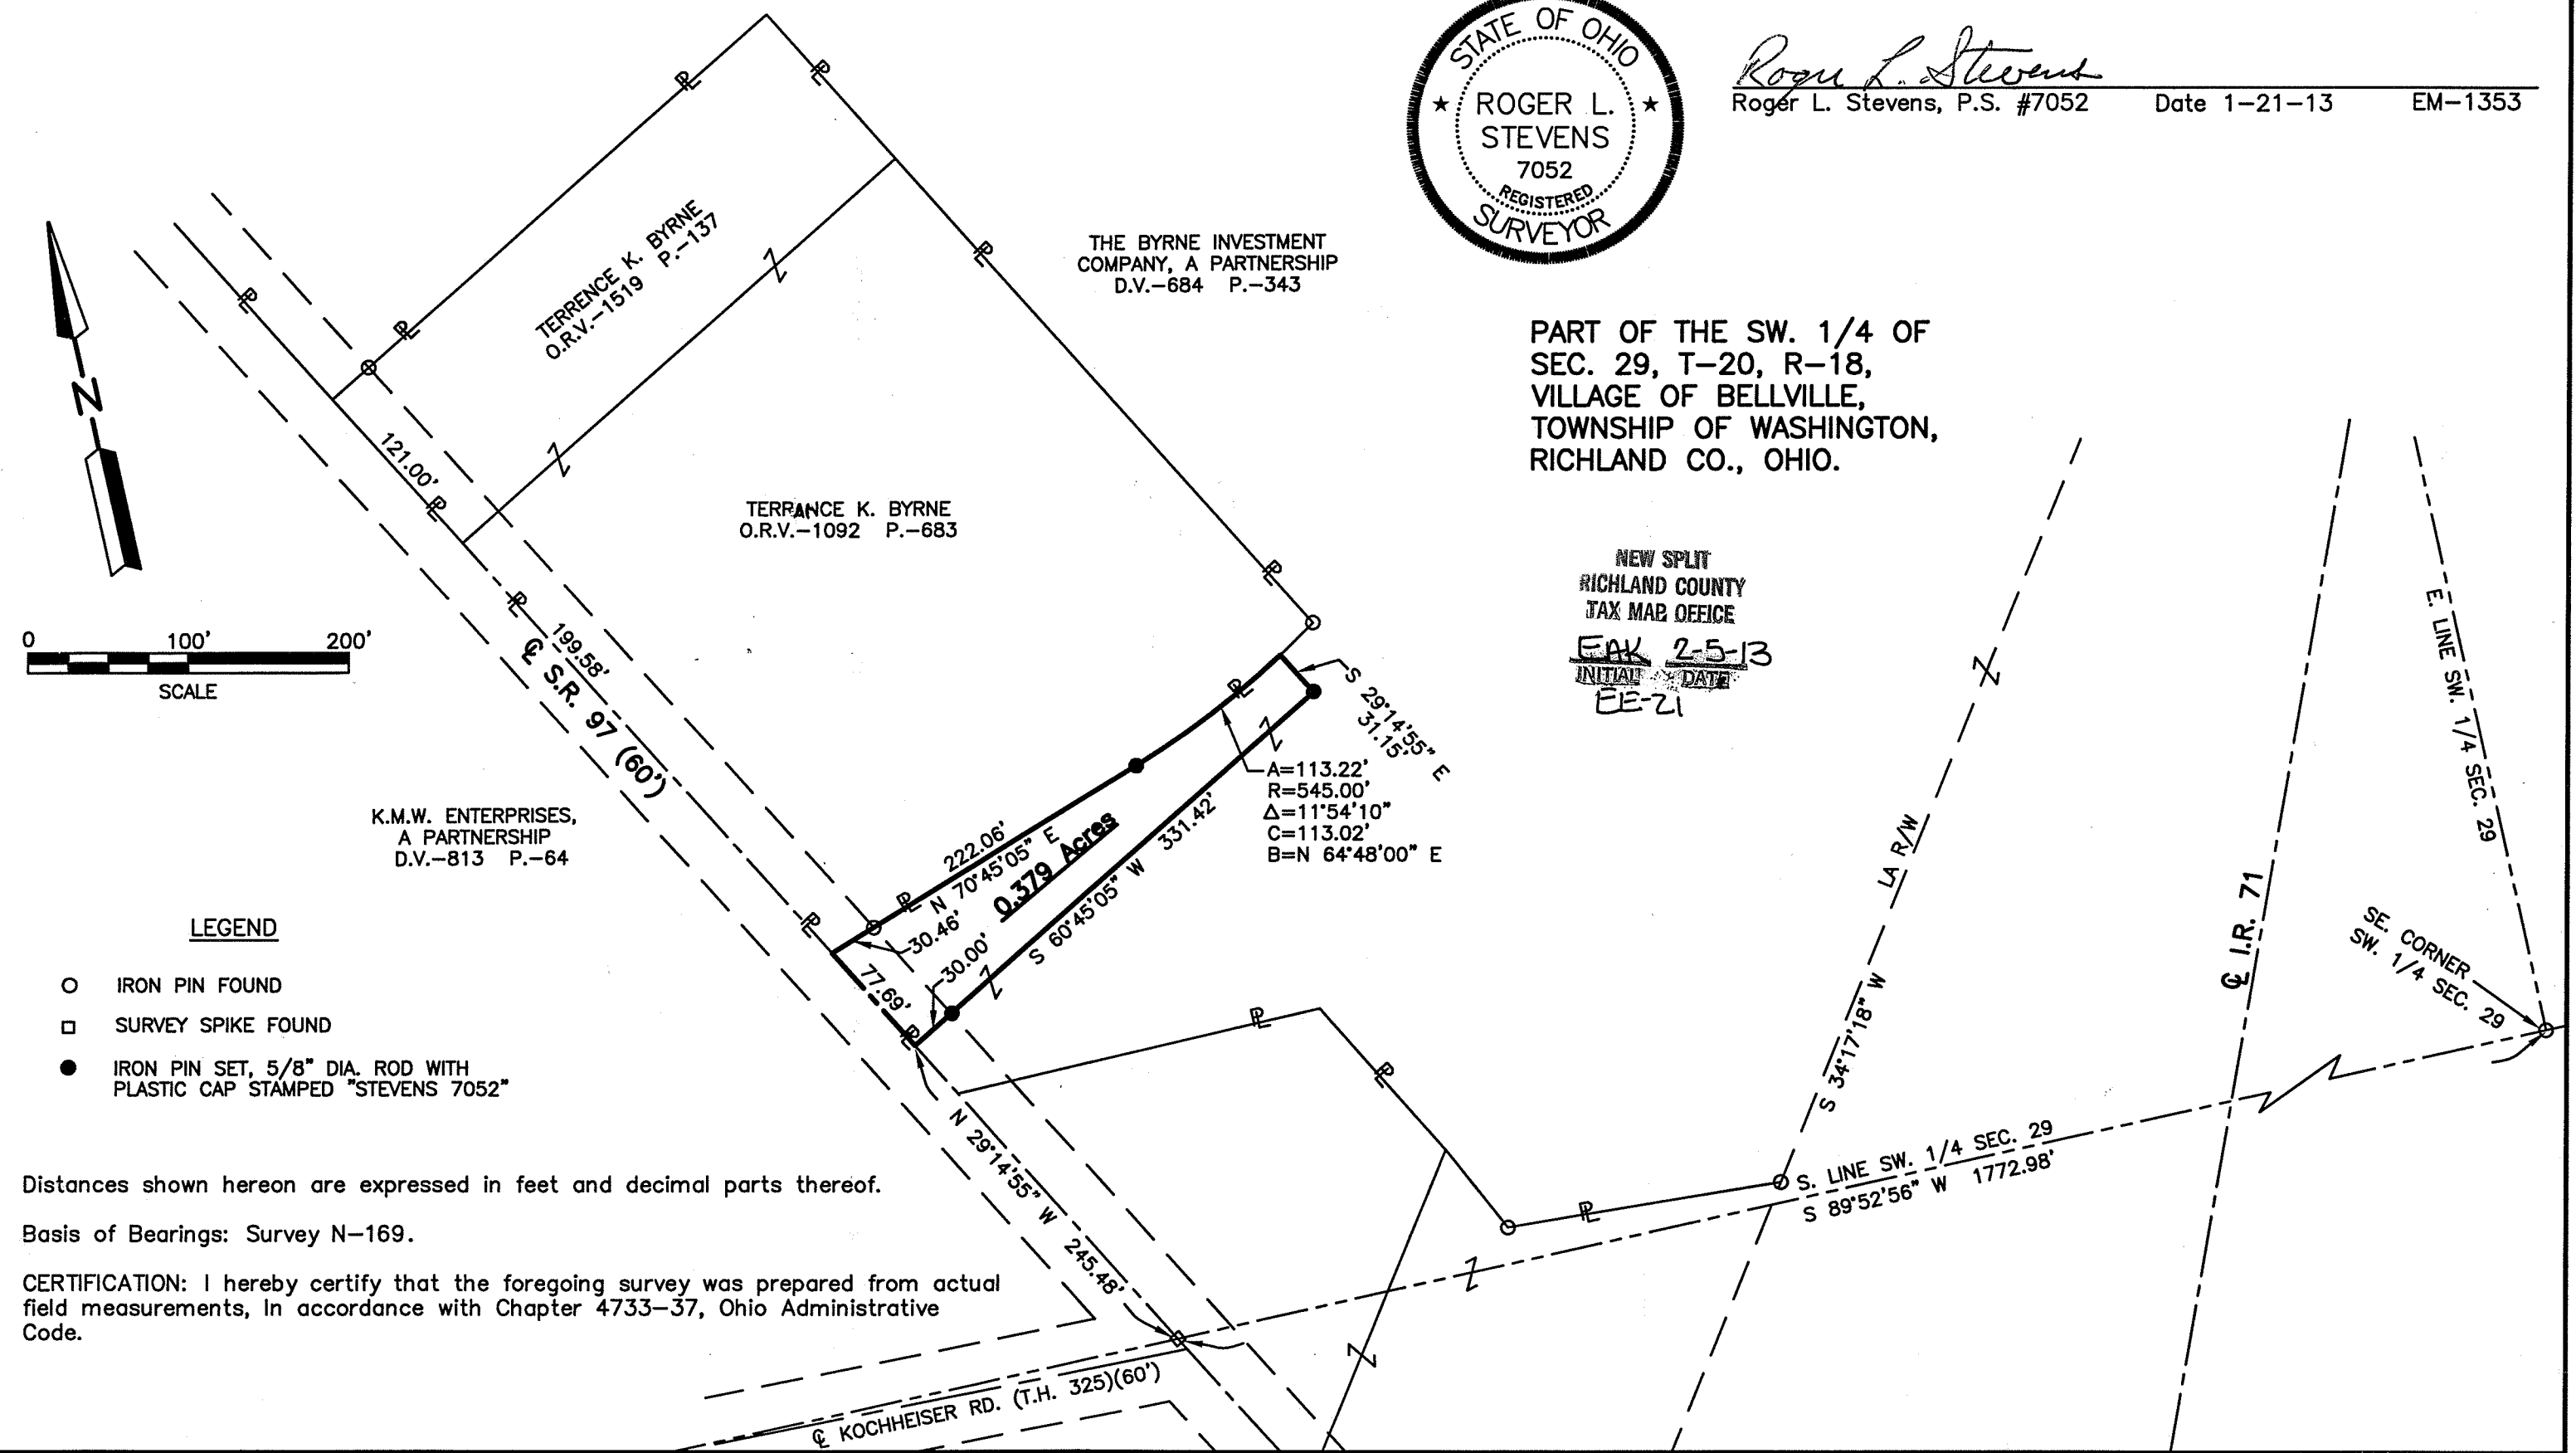 STATE OF OHIO
ROGER L.
STEVENS
7052
REGISTERED
SURVEYOR
Roger L. Stevens
Roger L. Stevens, P.S. #7052 Date 1-21-13 EM-1353
TERRENCE K. BYRNE
O.R.V.-1519 P.-137
THE BYRNE INVESTMENT
COMPANY, A PARTNERSHIP
D.V.-684 P.-343
PART OF THE SW. 1/4 OF
SEC. 29, T-20, R-18,
VILLAGE OF BELLVILLE,
TOWNSHIP OF WASHINGTON,
RICHLAND CO., OHIO.
N
121.00'
TERRANCE K. BYRNE
O.R.V.-1092 P.-683
NEW SPLIT
RICHLAND COUNTY
TAX MAP OFFICE
EAK 2-5-13
INITIAL DATE
EE-21
0 100' 200'
SCALE
199.58'
℄ S.R. 97 (60')
S 29°14'55" E
31.15'
A=113.22'
R=545.00'
Δ=11°54'10"
C=113.02'
B=N 64°48'00" E
K.M.W. ENTERPRISES,
A PARTNERSHIP
D.V.-813 P.-64
222.06'
N 70°45'05" E
0.379 Acres
S 60°45'05" W 331.42'
30.46'
30.00'
77.69'
LA R/W
S 34°17'18" W
℄ I.R. 71
E. LINE SW. 1/4 SEC. 29
SE. CORNER
SW. 1/4 SEC. 29
LEGEND
IRON PIN FOUND
SURVEY SPIKE FOUND
IRON PIN SET, 5/8" DIA. ROD WITH
PLASTIC CAP STAMPED "STEVENS 7052"
N 29°14'55" W 245.48'
S. LINE SW. 1/4 SEC. 29
S 89°52'56" W 1772.98'
Distances shown hereon are expressed in feet and decimal parts thereof.
Basis of Bearings: Survey N-169.
CERTIFICATION: I hereby certify that the foregoing survey was prepared from actual
field measurements, In accordance with Chapter 4733-37, Ohio Administrative
Code.
℄ KOCHHEISER RD. (T.H. 325)(60')